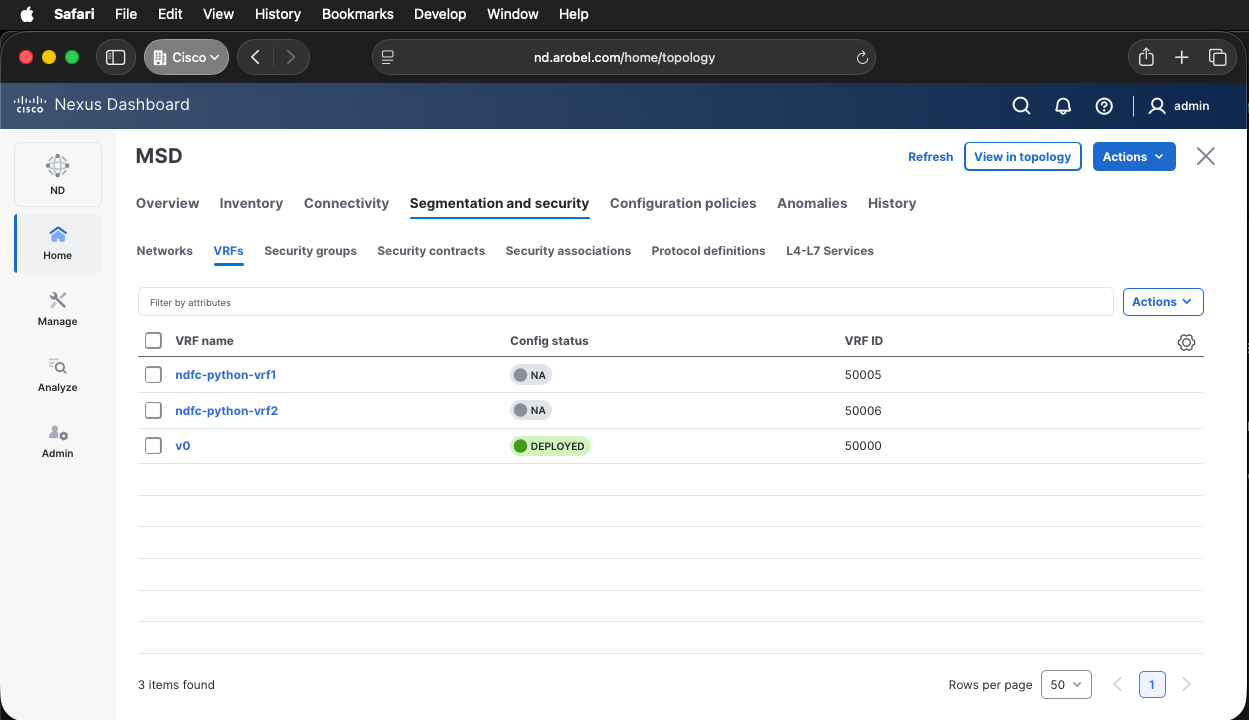 Safari File Edit View History Bookmarks Develop Window Help
Cisco nd.arobel.com/home/topology
cisco Nexus Dashboard admin
ND
Home
Manage
Analyze
Admin
MSD Refresh View in topology Actions
Overview Inventory Connectivity Segmentation and security Configuration policies Anomalies History
Networks VRFs Security groups Security contracts Security associations Protocol definitions L4-L7 Services
Filter by attributes Actions
VRF name Config status VRF ID
ndfc-python-vrf1 NA 50005
ndfc-python-vrf2 NA 50006
v0 DEPLOYED 50000
3 items found Rows per page 50 1